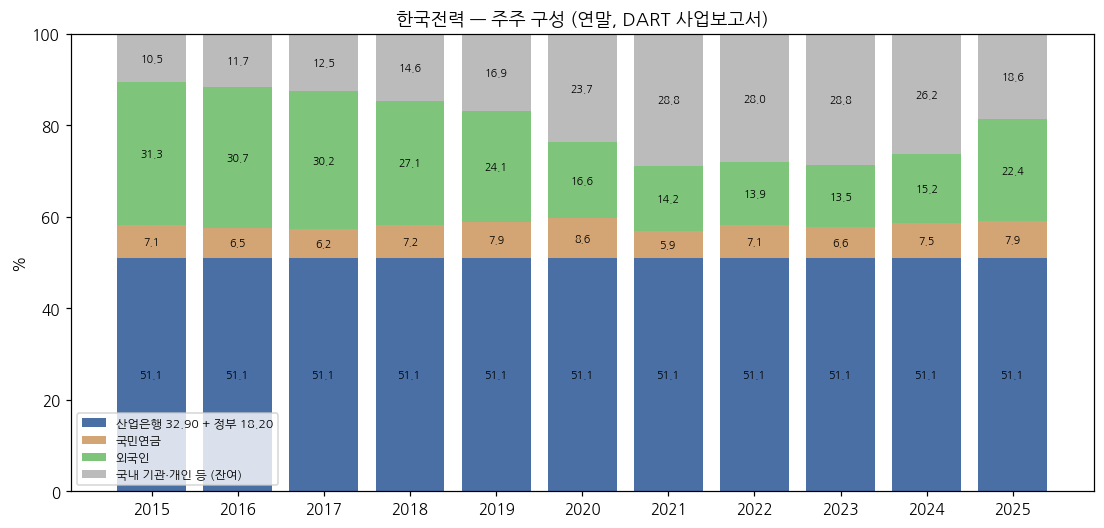 한국전력 — 주주 구성 (연말, DART 사업보고서)
100
80
60
40
20
0
%
10.5 11.7 12.5 14.6 16.9 23.7 28.8 28.0 28.8 26.2 18.6
31.3 30.7 30.2 27.1 24.1 16.6 14.2 13.9 13.5 15.2 22.4
7.1 6.5 6.2 7.2 7.9 8.6 5.9 7.1 6.6 7.5 7.9
51.1 51.1 51.1 51.1 51.1 51.1 51.1 51.1 51.1 51.1 51.1
산업은행 32.90 + 정부 18.20
국민연금
외국인
국내 기관·개인 등 (잔여)
2015 2016 2017 2018 2019 2020 2021 2022 2023 2024 2025